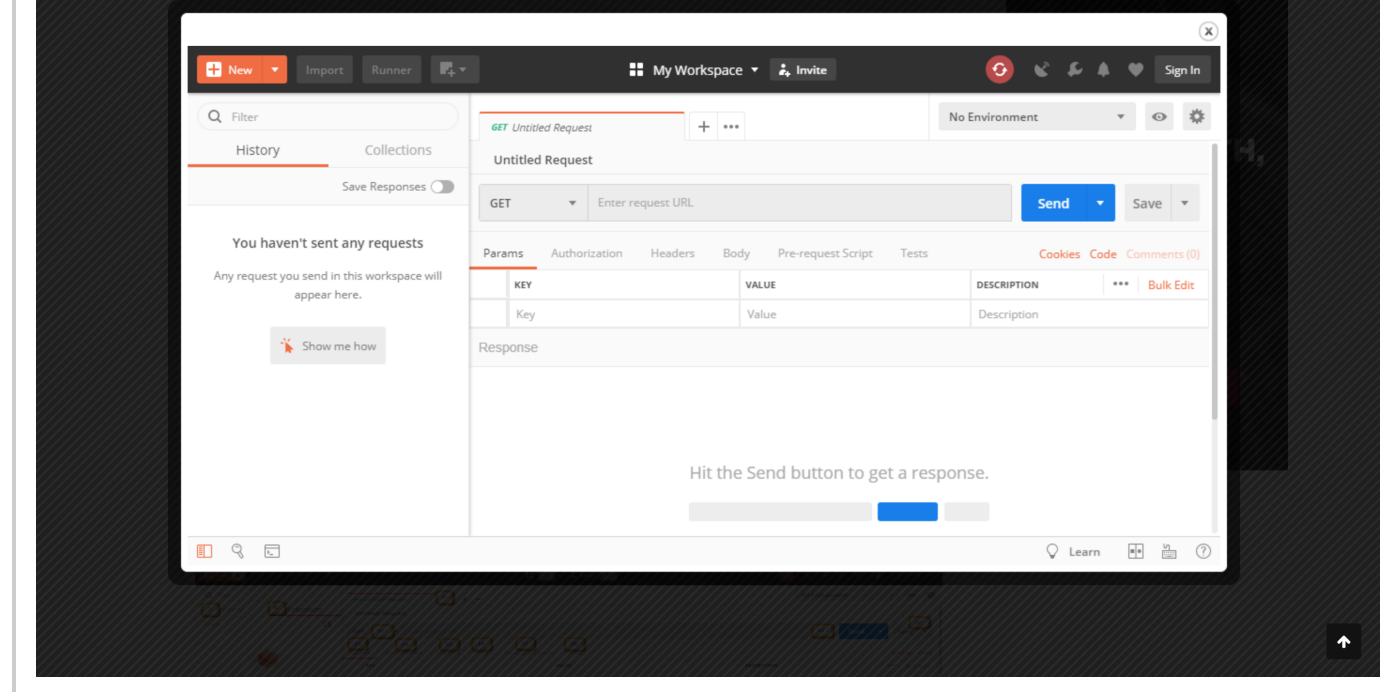 New Import Runner My Workspace Invite Sign In
Filter
History Collections
Save Responses
You haven't sent any requests
Any request you send in this workspace will
appear here.
Show me how
GET Untitled Request
No Environment
Untitled Request
GET Enter request URL Send Save
Params Authorization Headers Body Pre-request Script Tests Cookies Code Comments (0)
KEY VALUE DESCRIPTION Bulk Edit
Key Value Description
Response
Hit the Send button to get a response.
Learn